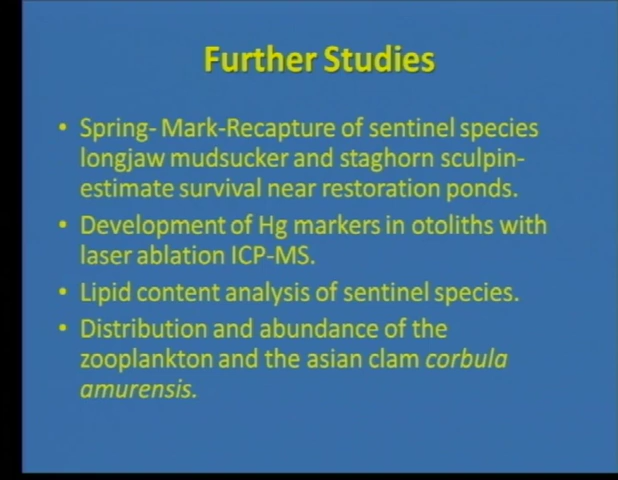 Further Studies
• Spring- Mark-Recapture of sentinel species
longjaw mudsucker and staghorn sculpin-
estimate survival near restoration ponds.
• Development of Hg markers in otoliths with
laser ablation ICP-MS.
• Lipid content analysis of sentinel species.
• Distribution and abundance of the
zooplankton and the asian clam corbula
amurensis.